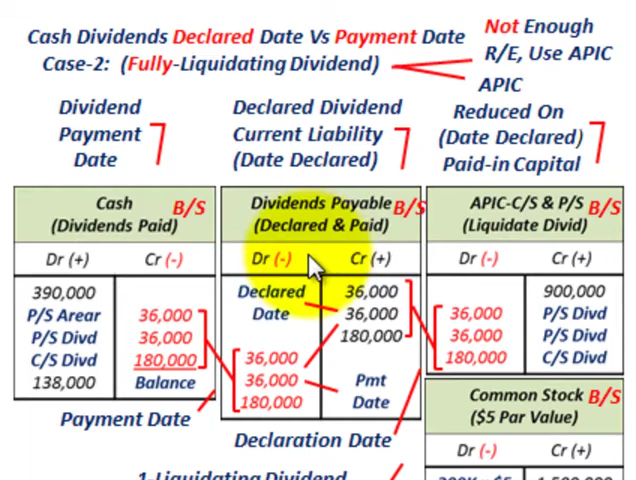 Cash Dividends Declared Date Vs Payment Date
Case-2: (Fully-Liquidating Dividend)
Not Enough
R/E, Use APIC
APIC
Dividend
Payment
Date
Declared Dividend
Current Liability
(Date Declared)
Reduced On
(Date Declared)
Paid-in Capital
Cash B/S
(Dividends Paid)
Dr (+) Cr (-)
390,000
P/S Arear 36,000
P/S Divd 36,000
C/S Divd 180,000
138,000 Balance
Payment Date
Dividends Payable B/S
(Declared & Paid)
Dr (-) Cr (+)
Declared 36,000
Date 36,000
180,000
36,000
36,000 Pmt
180,000 Date
Declaration Date
APIC-C/S & P/S B/S
(Liquidate Divid)
Dr (-) Cr (+)
900,000
36,000 P/S Divd
36,000 P/S Divd
180,000 C/S Divd
Common Stock B/S
($5 Par Value)
Dr (-) Cr (+)
1-Liquidating Dividend